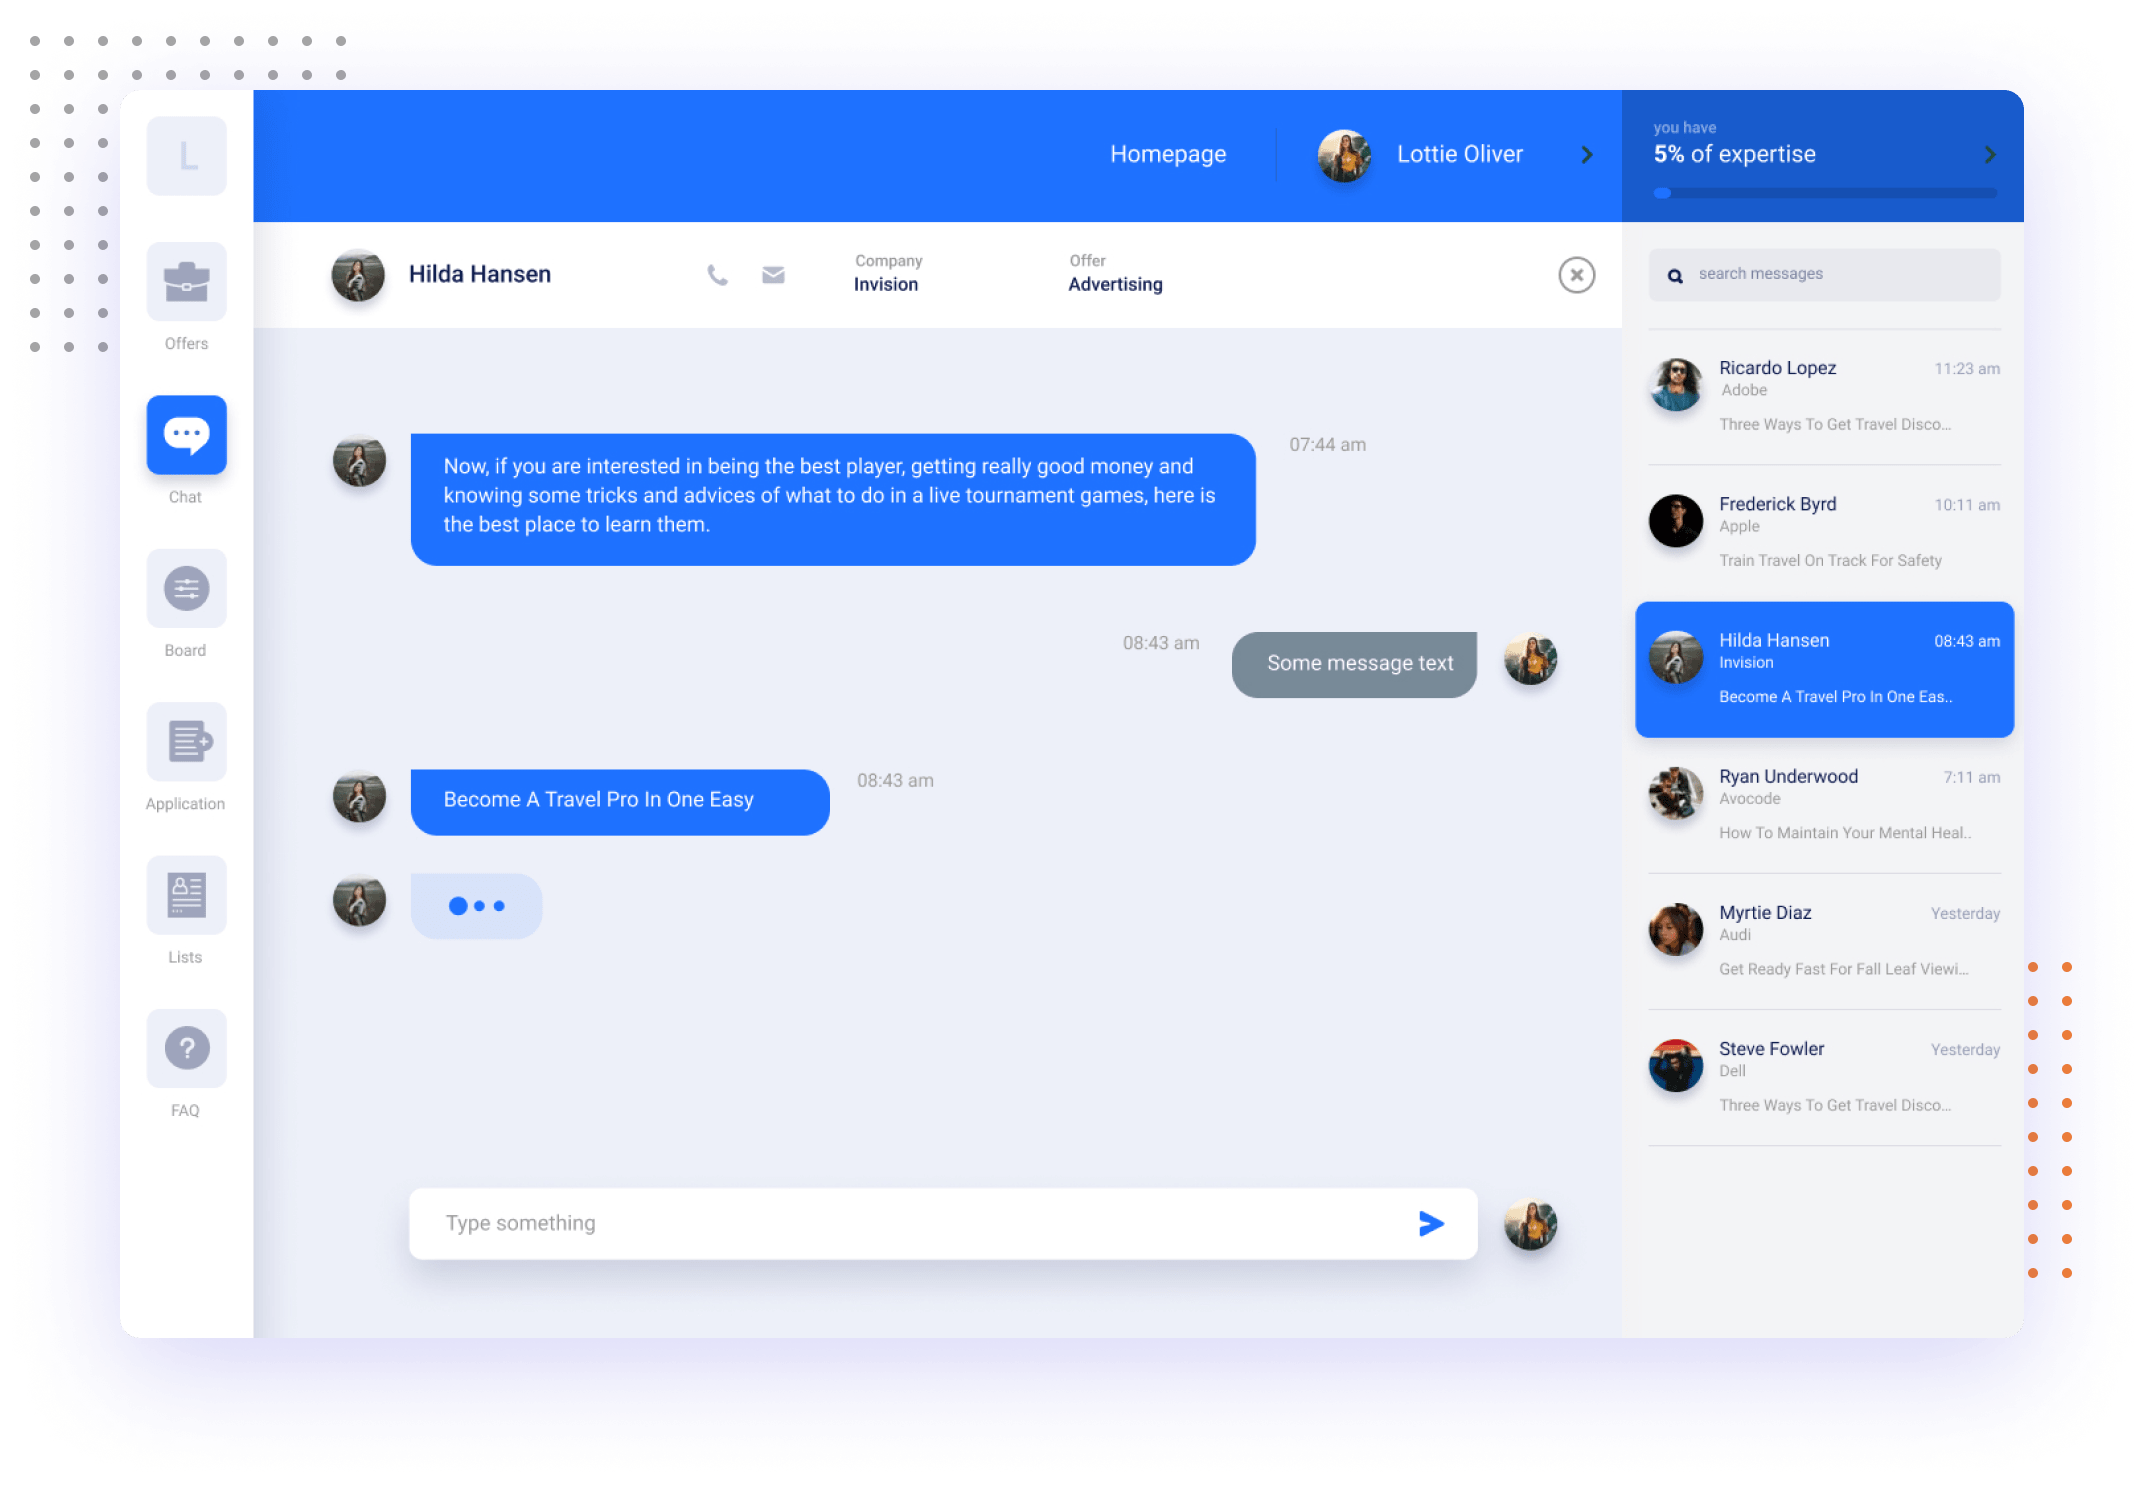 L
Offers
Chat
Board
Application
Lists
FAQ
Homepage
Lottie Oliver
you have
5% of expertise
Hilda Hansen
Company
Invision
Offer
Advertising
Now, if you are interested in being the best player, getting really good money and
knowing some tricks and advices of what to do in a live tournament games, here is
the best place to learn them.
07:44 am
08:43 am
Some message text
Become A Travel Pro In One Easy
08:43 am
Type something
search messages
Ricardo Lopez
11:23 am
Adobe
Three Ways To Get Travel Disco...
Frederick Byrd
10:11 am
Apple
Train Travel On Track For Safety
Hilda Hansen
08:43 am
Invision
Become A Travel Pro In One Eas..
Ryan Underwood
7:11 am
Avocode
How To Maintain Your Mental Heal..
Myrtie Diaz
Yesterday
Audi
Get Ready Fast For Fall Leaf Viewi...
Steve Fowler
Yesterday
Dell
Three Ways To Get Travel Disco...